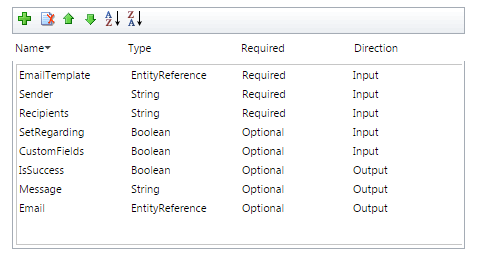 Name Type Required Direction
EmailTemplate EntityReference Required Input
Sender String Required Input
Recipients String Required Input
SetRegarding Boolean Optional Input
CustomFields Boolean Optional Input
IsSuccess Boolean Optional Output
Message String Optional Output
Email EntityReference Optional Output